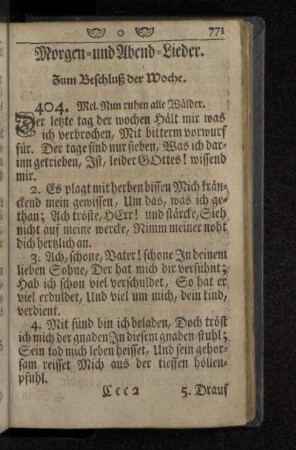 771
Morgen- und Abend-Lieder.
Zum Beschluß der Woche.
404. Mel. Nun ruhen alle Wälder.
Der letzte tag der wochen Hält mir was
ich verbrochen, Mit bitterm vorwurf
für. Der tage sind nur sieben, Was ich dar-
inn getrieben, Ist, leider GOttes! wissend
mir.
2. Es plagt mit herben bissen Mich krän-
ckend mein gewissen, Um das, was ich ge-
than; Ach tröste, HErr! und stärcke, Sieh
nicht auf meine wercke, Nimm meiner noht
dich hertzlich an.
3. Ach, schone, Vater! schone In deinem
lieben Sohne, Der hat mich dir versühnt;
Hab ich schon viel verschuldet, So hat er
viel erduldet, Und viel um mich, dein kind,
verdient.
4. Mit sünd bin ich beladen, Doch tröst
ich mich der gnaden In diesem gnaden-stuhl;
Sein tod mich leben heisset, Und sein gehor-
sam reisset Mich aus der tieffen höllen-
pfuhl.
Ccc 2 5. Drauf